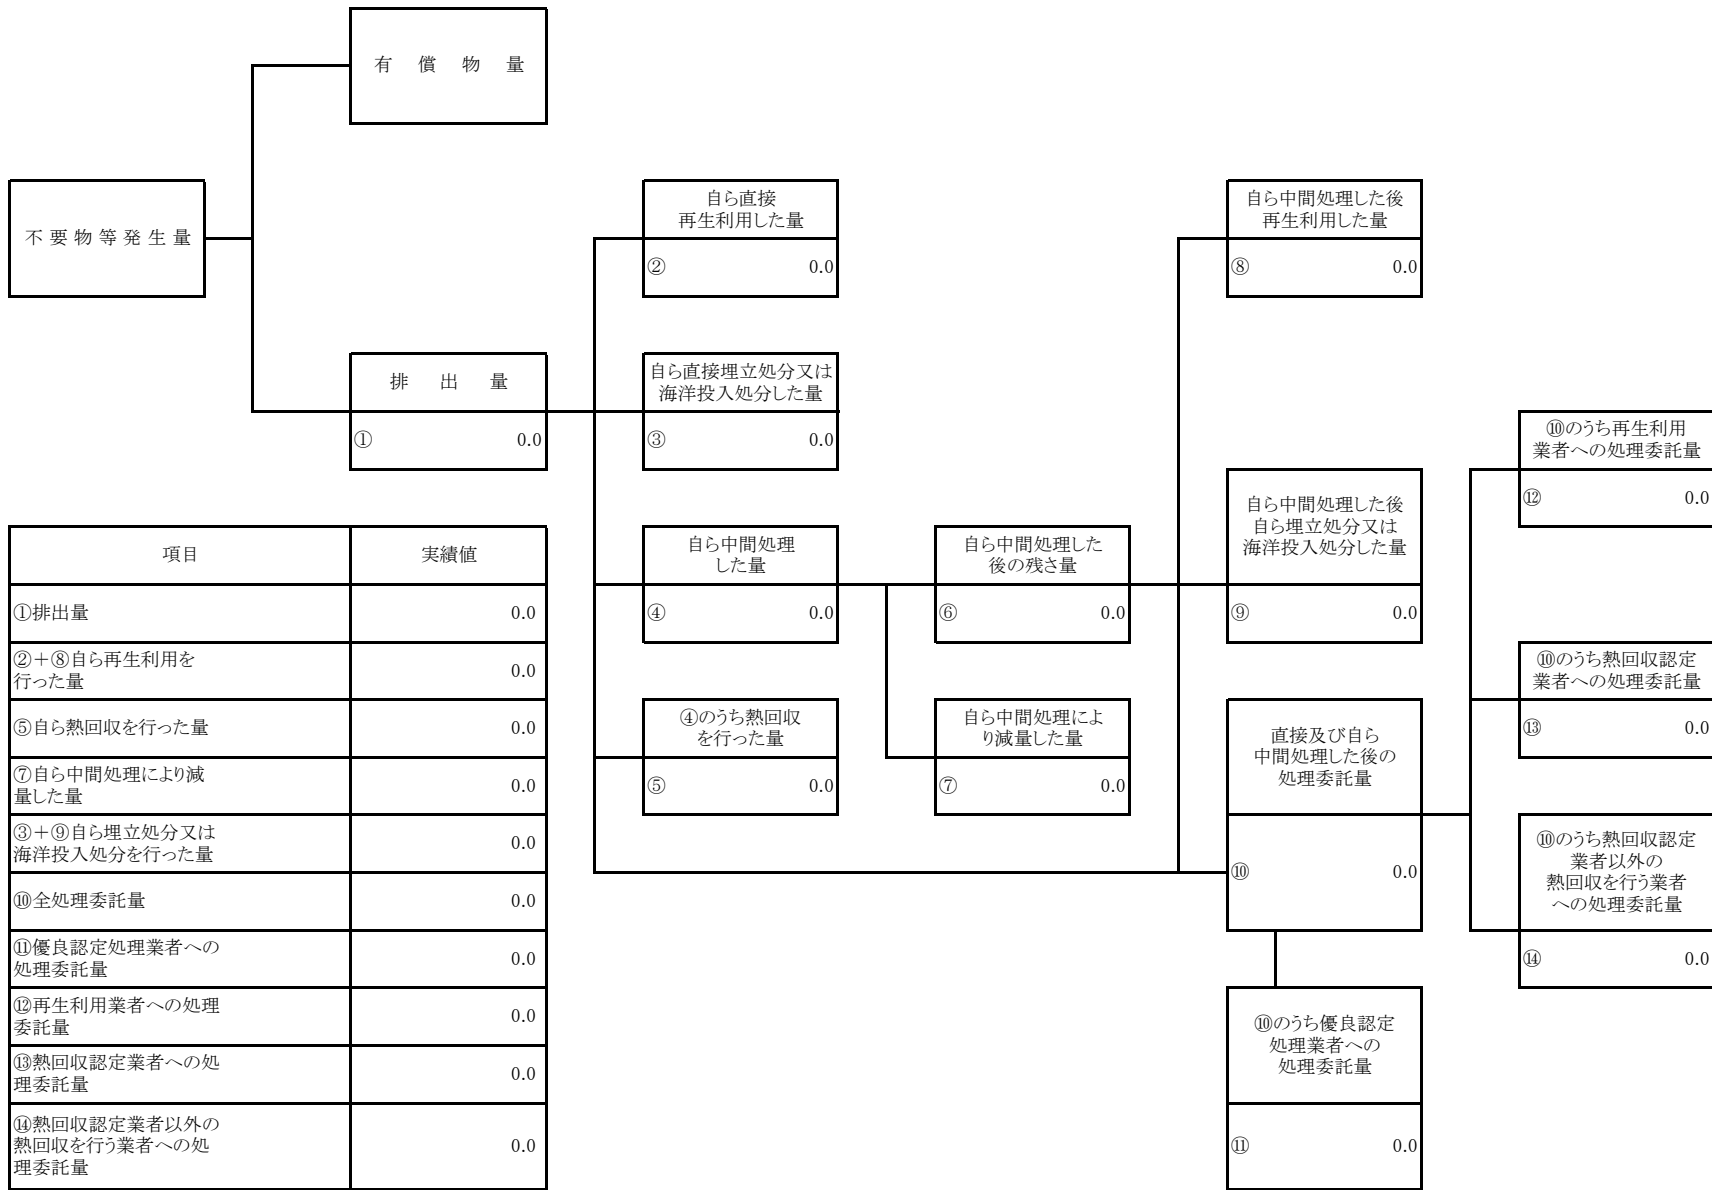 有 償 物 量
不 要 物 等 発 生 量
排 出 量
① 0.0
自ら直接
再生利用した量
② 0.0
自ら直接埋立処分又は
海洋投入処分した量
③ 0.0
自ら中間処理
した量
④ 0.0
④のうち熱回収
を行った量
⑤ 0.0
自ら中間処理した
後の残さ量
⑥ 0.0
自ら中間処理によ
り減量した量
⑦ 0.0
自ら中間処理した後
再生利用した量
⑧ 0.0
自ら中間処理した後
自ら埋立処分又は
海洋投入処分した量
⑨ 0.0
直接及び自ら
中間処理した後の
処理委託量
⑩ 0.0
⑩のうち優良認定
処理業者への
処理委託量
⑪ 0.0
⑩のうち再生利用
業者への処理委託量
⑫ 0.0
⑩のうち熱回収認定
業者への処理委託量
⑬ 0.0
⑩のうち熱回収認定
業者以外の
熱回収を行う業者
への処理委託量
⑭ 0.0
項目 実績値
①排出量 0.0
②＋⑧自ら再生利用を
行った量 0.0
⑤自ら熱回収を行った量 0.0
⑦自ら中間処理により減
量した量 0.0
③＋⑨自ら埋立処分又は
海洋投入処分を行った量 0.0
⑩全処理委託量 0.0
⑪優良認定処理業者への
処理委託量 0.0
⑫再生利用業者への処理
委託量 0.0
⑬熱回収認定業者への処
理委託量 0.0
⑭熱回収認定業者以外の
熱回収を行う業者への処
理委託量 0.0